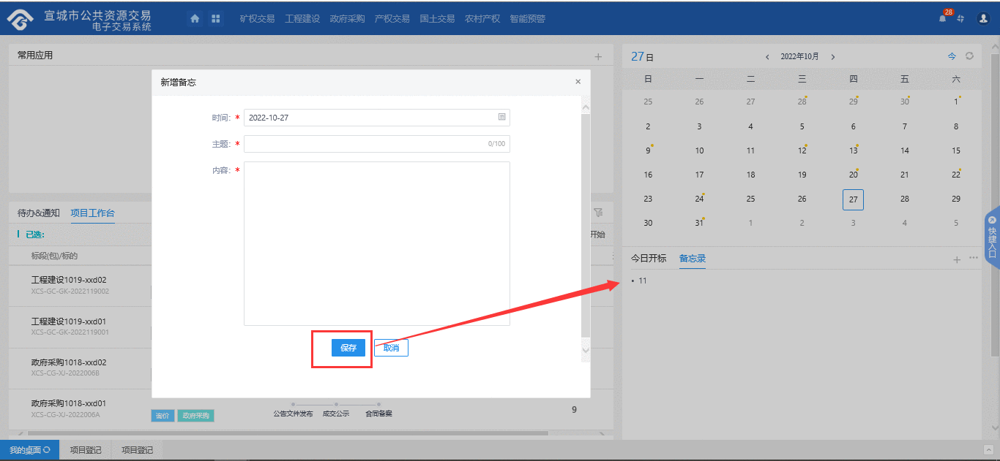 宣城市公共资源交易
电子交易系统
矿权交易 工程建设 政府采购 产权交易 国土交易 农村产权 智能预警
28
常用应用
新增备忘
时间: * 2022-10-27
主题: *
0/100
内容: *
保存
取消
待办&通知 项目工作台
已选:
开始
标段(包)/标的
工程建设1019-xxd02
XCS-GC-GK-2022119002
工程建设1019-xxd01
XCS-GC-GK-2022119001
政府采购1018-xxd02
XCS-CG-XJ-2022006B
政府采购1018-xxd01
XCS-CG-XJ-2022006A
询价 政府采购
公告文件发布 成交公示 合同备案
9
27日
2022年10月
今
日 一 二 三 四 五 六
25 26 27 28 29 30 1
2 3 4 5 6 7 8
9 10 11 12 13 14 15
16 17 18 19 20 21 22
23 24 25 26 27 28 29
30 31 1 2 3 4 5
今日开标 备忘录
• 11
快捷入口
我的桌面 项目登记 项目登记